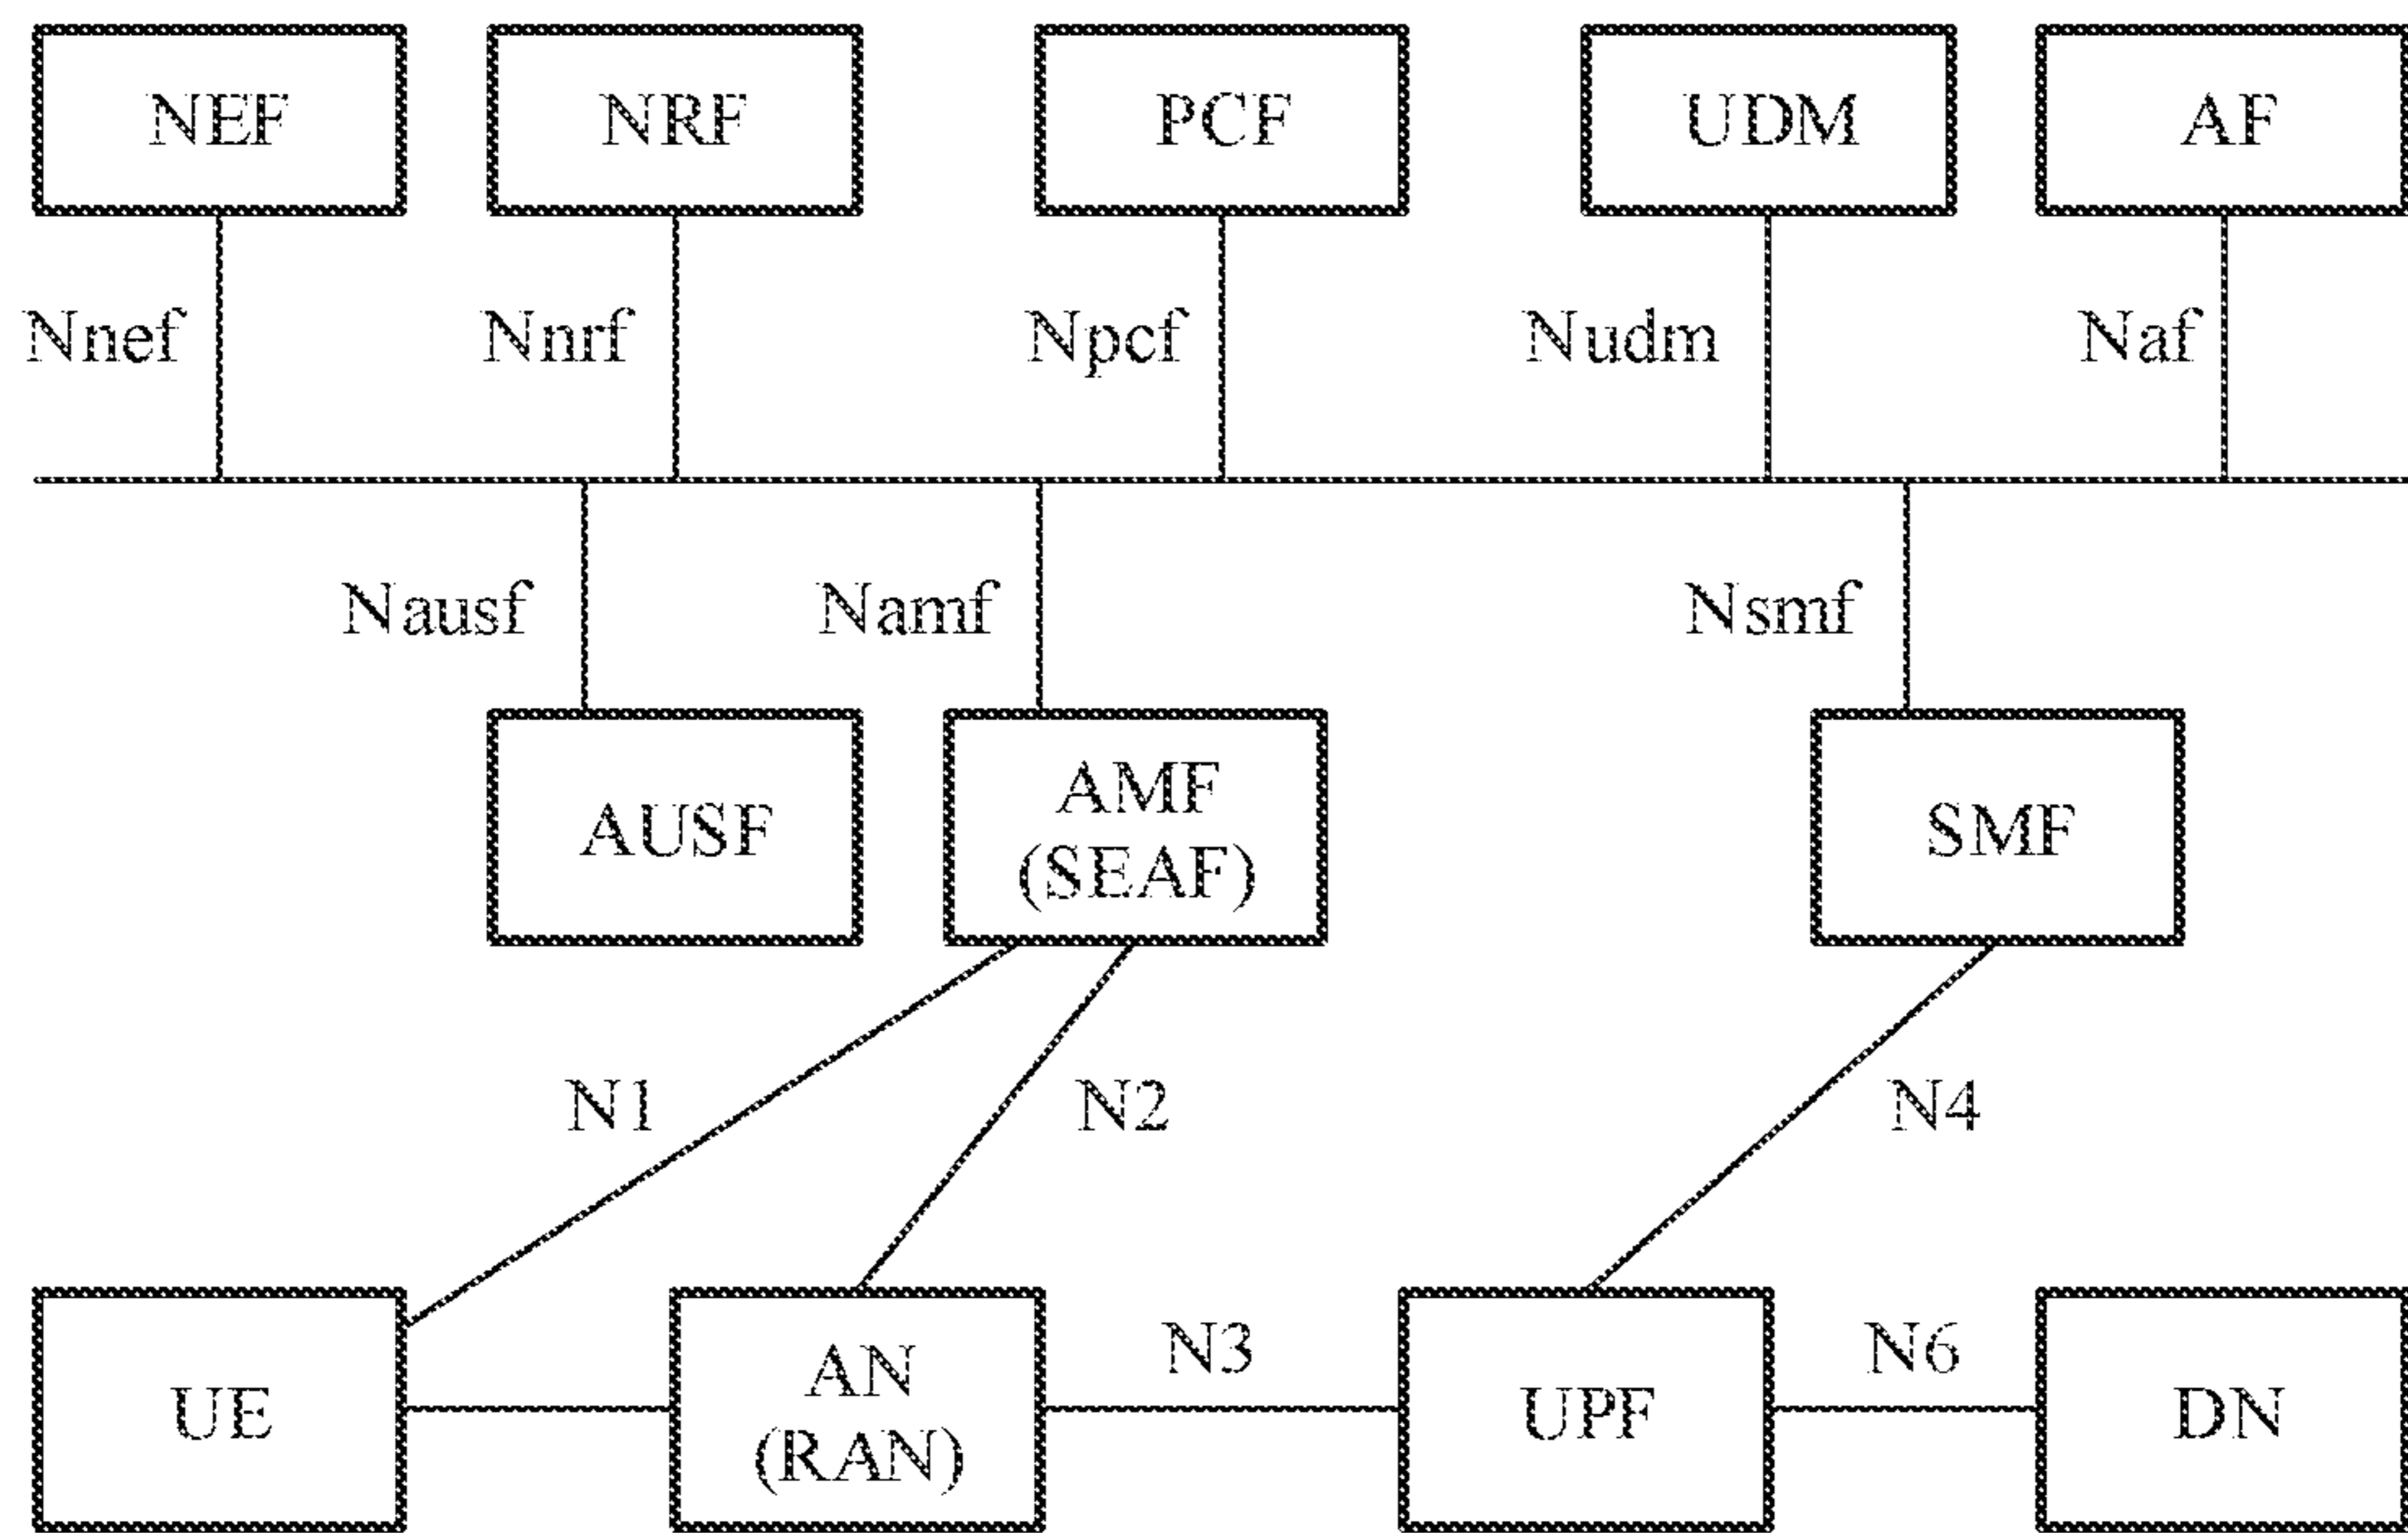 NEF
NRF
PCF
UDM
AF
Nnef
Nnrf
Npcf
Nudm
Naf
Nausf
Namf
Nsmf
AUSF
AMF
(SEAF)
SMF
N1
N2
N4
UE
AN
(RAN)
N3
UPF
N6
DN